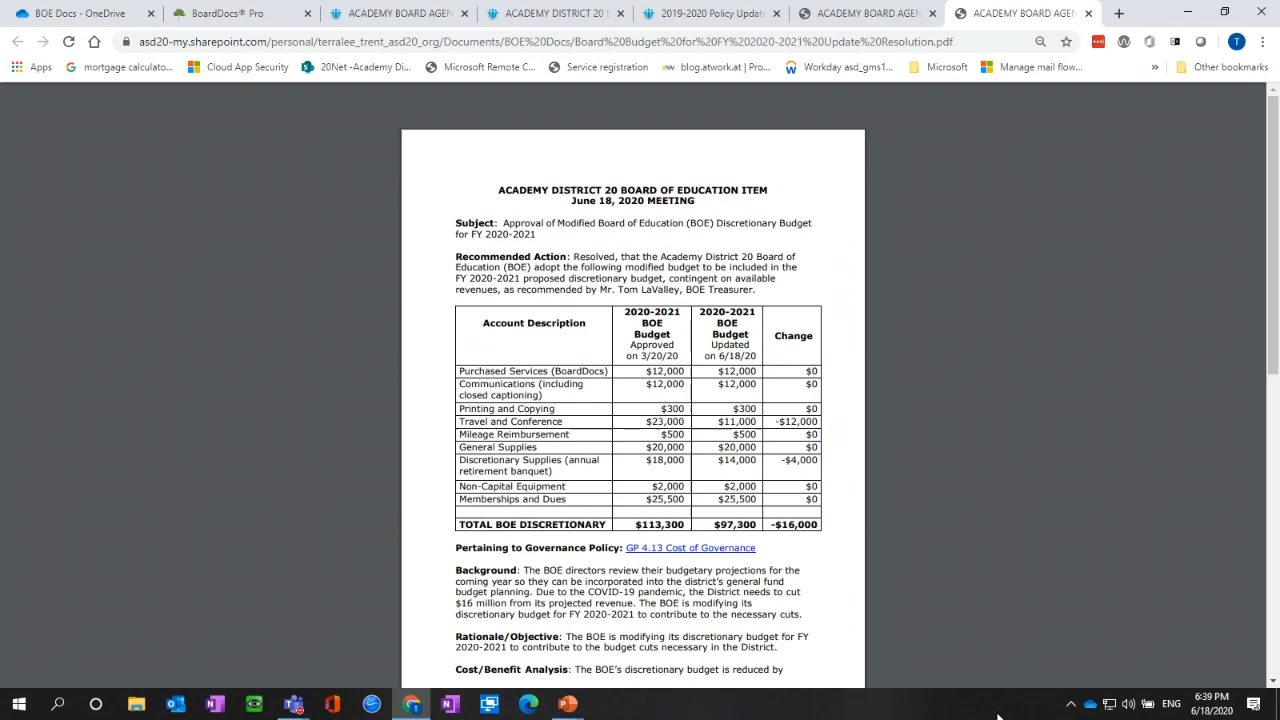 BOE Docs - OneDrive
BoardDocs® Pro
ACADEMY BOARD AGEN
ACADEMY DISTRICT 20 E
2019-2020 Policy Update
ACADEMY BOARD AGEN
ACADEMY BOARD AGEN
asd20-my.sharepoint.com/personal/terralee_trent_asd20_org/Documents/BOE%20Docs/Board%20Budget%20for%20FY%202020-2021%20Update%20Resolution.pdf
T
Apps
mortgage calculato...
Cloud App Security
20Net -Academy Di...
Microsoft Remote C...
Service registration
blog.atwork.at | Pro...
Workday asd_gms1...
Microsoft
Manage mail flow...
»
Other bookmarks
ACADEMY DISTRICT 20 BOARD OF EDUCATION ITEM
June 18, 2020 MEETING
Subject: Approval of Modified Board of Education (BOE) Discretionary Budget
for FY 2020-2021
Recommended Action: Resolved, that the Academy District 20 Board of
Education (BOE) adopt the following modified budget to be included in the
FY 2020-2021 proposed discretionary budget, contingent on available
revenues, as recommended by Mr. Tom LaValley, BOE Treasurer.
Account Description
2020-2021
BOE
Budget
Approved
on 3/20/20
2020-2021
BOE
Budget
Updated
on 6/18/20
Change
Purchased Services (BoardDocs) $12,000 $12,000 $0
Communications (including $12,000 $12,000 $0
closed captioning)
Printing and Copying $300 $300 $0
Travel and Conference $23,000 $11,000 -$12,000
Mileage Reimbursement $500 $500 $0
General Supplies $20,000 $20,000 $0
Discretionary Supplies (annual $18,000 $14,000 -$4,000
retirement banquet)
Non-Capital Equipment $2,000 $2,000 $0
Memberships and Dues $25,500 $25,500 $0
TOTAL BOE DISCRETIONARY $113,300 $97,300 -$16,000
Pertaining to Governance Policy: GP 4.13 Cost of Governance
Background: The BOE directors review their budgetary projections for the
coming year so they can be incorporated into the district's general fund
budget planning. Due to the COVID-19 pandemic, the District needs to cut
$16 million from its projected revenue. The BOE is modifying its
discretionary budget for FY 2020-2021 to contribute to the necessary cuts.
Rationale/Objective: The BOE is modifying its discretionary budget for FY
2020-2021 to contribute to the budget cuts necessary in the District.
Cost/Benefit Analysis: The BOE's discretionary budget is reduced by
ENG
6:39 PM
6/18/2020